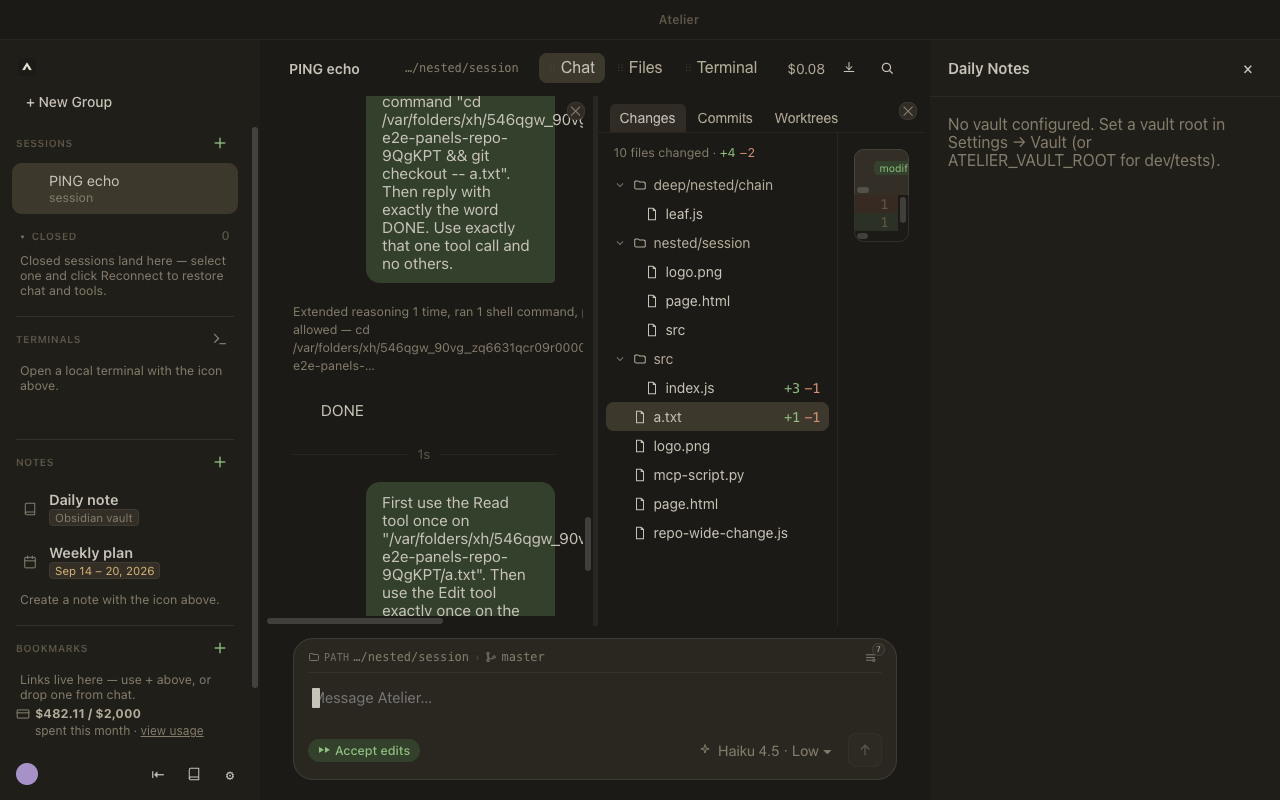 Atelier
+ New Group
SESSIONS
PING echo
session
CLOSED 0
Closed sessions land here — select
one and click Reconnect to restore
chat and tools.
TERMINALS
Open a local terminal with the icon
above.
NOTES
Daily note
Obsidian vault
Weekly plan
Sep 14 – 20, 2026
Create a note with the icon above.
BOOKMARKS
Links live here — use + above, or
drop one from chat.
$482.11 / $2,000
spent this month · view usage
PING echo
…/nested/session
Chat
Files
Terminal
$0.08
command "cd
/var/folders/xh/546qgw_90vg
e2e-panels-repo-
9QgKPT && git
checkout -- a.txt".
Then reply with
exactly the word
DONE. Use exactly
that one tool call and
no others.
Extended reasoning 1 time, ran 1 shell command,
allowed — cd
/var/folders/xh/546qgw_90vg_zq6631qcr09r0000
e2e-panels-…
DONE
1s
First use the Read
tool once on
"/var/folders/xh/546qgw_90v
e2e-panels-repo-
9QgKPT/a.txt". Then
use the Edit tool
exactly once on the
Changes
Commits
Worktrees
10 files changed · +4 −2
deep/nested/chain
leaf.js
nested/session
logo.png
page.html
src
src
index.js +3 −1
a.txt +1 −1
logo.png
mcp-script.py
page.html
repo-wide-change.js
modif
1
1
PATH …/nested/session · master
7
Message Atelier...
Accept edits
Haiku 4.5 · Low
Daily Notes
No vault configured. Set a vault root in
Settings → Vault (or
ATELIER_VAULT_ROOT for dev/tests).